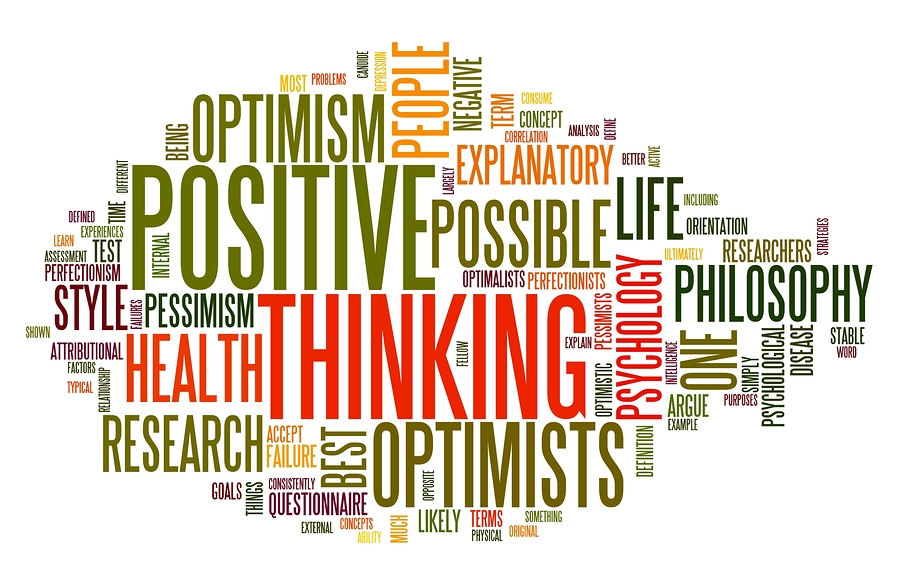 MOST
PROBLEMS
CANDIDE
DEPRESSION
PEOPLE
NEGATIVE
TERM
CONSUME
CONCEPT
CORRELATION
ANALYSIS
DEFINE
BEING
OPTIMISM
LARGELY
EXPLANATORY
BETTER
ACTIVE
DIFFERENT
POSITIVE
POSSIBLE
LIFE
INCLUDING
ORIENTATION
DEFINED
TIME
EXPERIENCES
INTERNAL
LEARN
TEST
ASSESSMENT
PERFECTIONISM
ULTIMATELY
RESEARCHERS
STRATEGIES
OPTIMALISTS
PERFECTIONISTS
STYLE
FAILURES
PESSIMISM
THINKING
PESSIMISTS
PSYCHOLOGY
PHILOSOPHY
SHOWN
ATTRIBUTIONAL
HEALTH
FELLOW
EXPLAIN
OPTIMISTIC
INTELLIGENCE
ONE
SIMPLY
PSYCHOLOGICAL
DISEASE
STABLE
WORD
FACTORS
TYPICAL
RELATIONSHIP
ARGUE
PURPOSES
EXAMPLE
RESEARCH
ACCEPT
FAILURE
BEST
OPTIMISTS
DEFINITION
GOALS
THINGS
CONSISTENTLY
QUESTIONNAIRE
OPPOSITE
EXTERNAL
CONCEPTS
ABILITY
MUCH
LIKELY
TERMS
PHYSICAL
SOMETHING
ORIGINAL